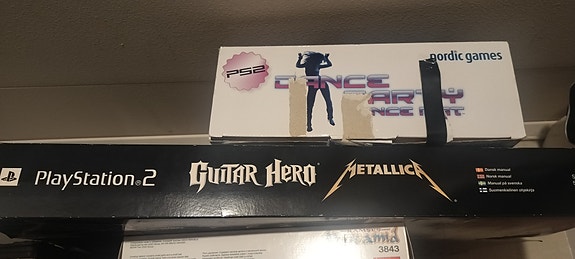 PS2
nordic games
DANCE
PARTY
NCE MAT
PlayStation®2
Guitar Hero®
METALLICA
Dansk manual
Norsk manual
Manual på svenska
Suomenkielinen ohjekirja
3843